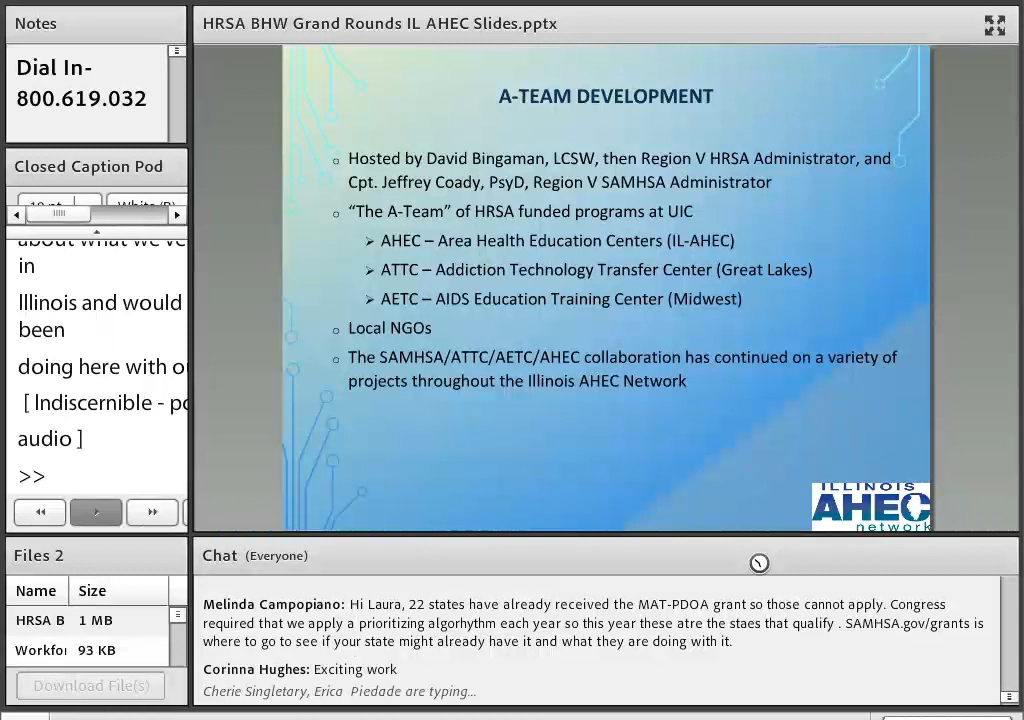 Notes
Dial In-
800.619.032
Closed Caption Pod
in
Illinois and would
been
doing here with
[ Indiscernible -
audio ]
>>
Files 2
Name Size
HRSA B 1 MB
Workfo 93 KB
Download File(s)
HRSA BHW Grand Rounds IL AHEC Slides.pptx
A-TEAM DEVELOPMENT
Hosted by David Bingaman, LCSW, then Region V HRSA Administrator, and
Cpt. Jeffrey Coady, PsyD, Region V SAMHSA Administrator
“The A-Team” of HRSA funded programs at UIC
AHEC – Area Health Education Centers (IL-AHEC)
ATTC – Addiction Technology Transfer Center (Great Lakes)
AETC – AIDS Education Training Center (Midwest)
Local NGOs
The SAMHSA/ATTC/AETC/AHEC collaboration has continued on a variety of
projects throughout the Illinois AHEC Network
ILLINOIS
AHEC
network
Chat (Everyone)
Melinda Campopiano: Hi Laura, 22 states have already received the MAT-PDOA grant so those cannot apply. Congress
required that we apply a prioritizing algorhythm each year so this year these atre the staes that qualify . SAMHSA.gov/grants is
where to go to see if your state might already have it and what they are doing with it.
Corinna Hughes: Exciting work
Cherie Singletary, Erica Piedade are typing...